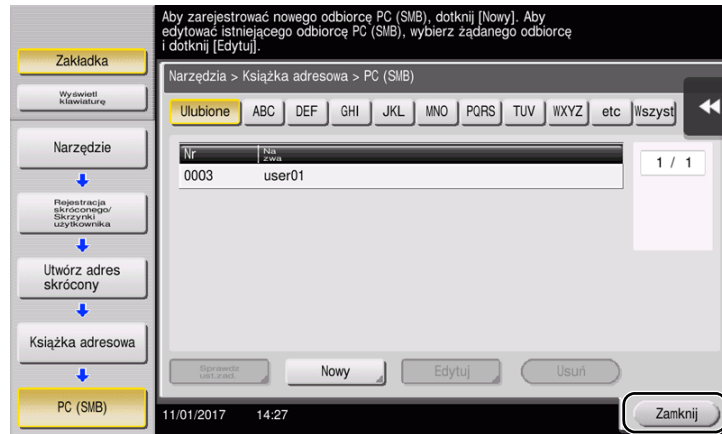 Aby zarejestrować nowego odbiorcę PC (SMB), dotknij [Nowy]. Aby
edytować istniejącego odbiorcę PC (SMB), wybierz żądanego odbiorcę
i dotknij [Edytuj].
Zakładka
Wyświetl
klawiaturę
Narzędzie
Rejestracja
skróconego/
Skrzynki
użytkownika
Utwórz adres
skrócony
Książka adresowa
PC (SMB)
Narzędzia > Książka adresowa > PC (SMB)
Ulubione ABC DEF GHI JKL MNO PQRS TUV WXYZ etc Wszyst
Nr Na
zwa
0003 user01
1 / 1
Sprawdź
ust.zad.
Nowy Edytuj Usuń
11/01/2017 14:27 Zamknij